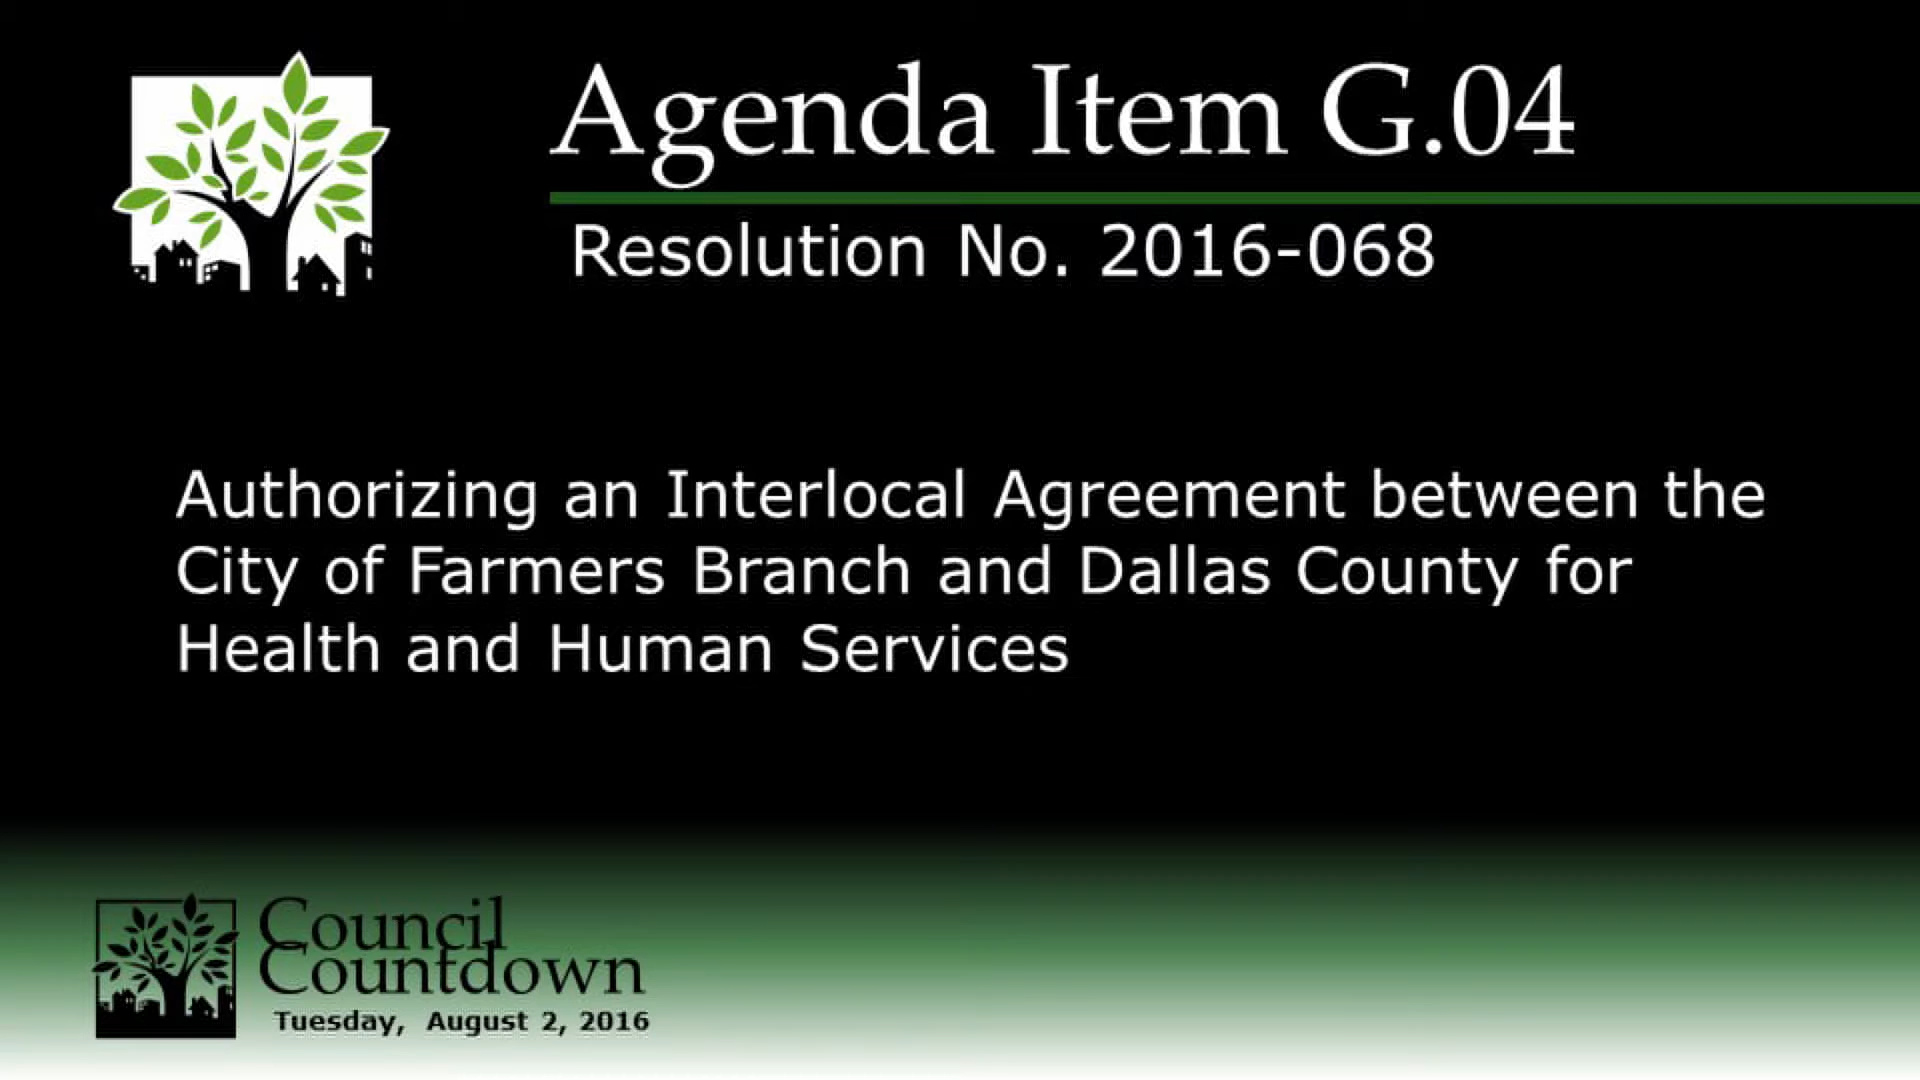 Agenda Item G.04
Resolution No. 2016-068
Authorizing an Interlocal Agreement between the
City of Farmers Branch and Dallas County for
Health and Human Services
Council
Countdown
Tuesday, August 2, 2016